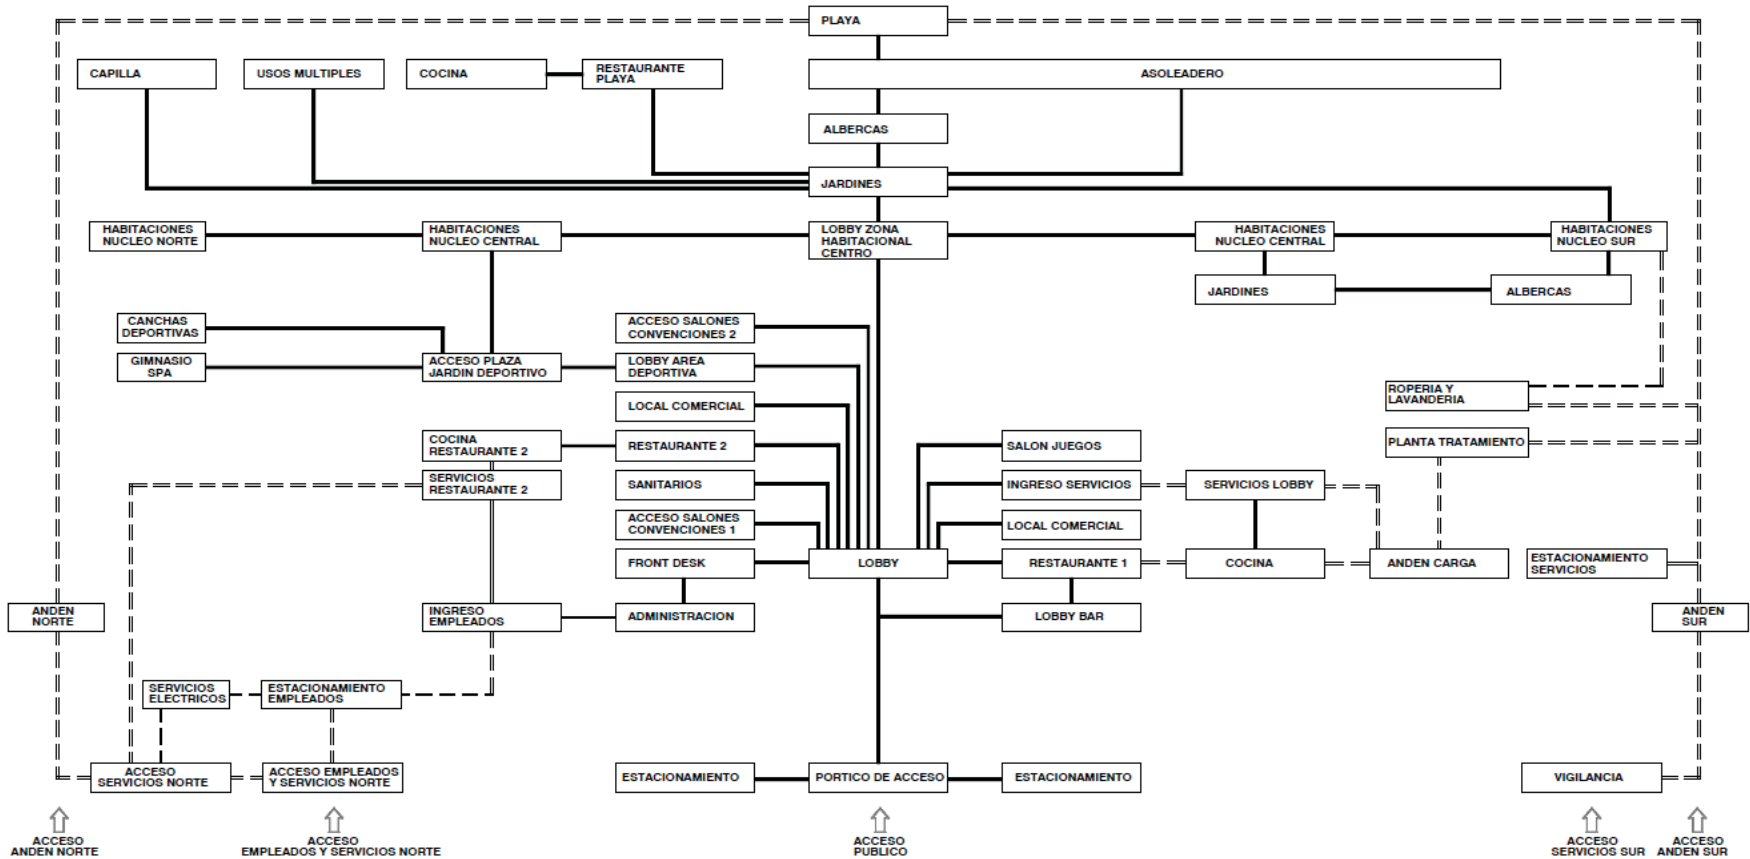 PLAYA
CAPILLA
USOS MULTIPLES
COCINA
RESTAURANTE
PLAYA
ASOLEADERO
ALBERCAS
JARDINES
HABITACIONES
NUCLEO NORTE
HABITACIONES
NUCLEO CENTRAL
LOBBY ZONA
HABITACIONAL
CENTRO
HABITACIONES
NUCLEO CENTRAL
HABITACIONES
NUCLEO SUR
JARDINES
ALBERCAS
CANCHAS
DEPORTIVAS
ACCESO SALONES
CONVENCIONES 2
GIMNASIO
SPA
ACCESO PLAZA
JARDIN DEPORTIVO
LOBBY AREA
DEPORTIVA
ROPERIA Y
LAVANDERIA
LOCAL COMERCIAL
COCINA
RESTAURANTE 2
RESTAURANTE 2
SALON JUEGOS
PLANTA TRATAMIENTO
SERVICIOS
RESTAURANTE 2
SANITARIOS
INGRESO SERVICIOS
SERVICIOS LOBBY
ACCESO SALONES
CONVENCIONES 1
LOCAL COMERCIAL
FRONT DESK
LOBBY
RESTAURANTE 1
COCINA
ANDEN CARGA
ESTACIONAMIENTO
SERVICIOS
ANDEN
NORTE
INGRESO
EMPLEADOS
ADMINISTRACION
LOBBY BAR
ANDEN
SUR
SERVICIOS
ELECTRICOS
ESTACIONAMIENTO
EMPLEADOS
ACCESO
SERVICIOS NORTE
ACCESO EMPLEADOS
Y SERVICIOS NORTE
ESTACIONAMIENTO
PORTICO DE ACCESO
ESTACIONAMIENTO
VIGILANCIA
ACCESO
ANDEN NORTE
ACCESO
EMPLEADOS Y SERVICIOS NORTE
ACCESO
PUBLICO
ACCESO
SERVICIOS SUR
ACCESO
ANDEN SUR